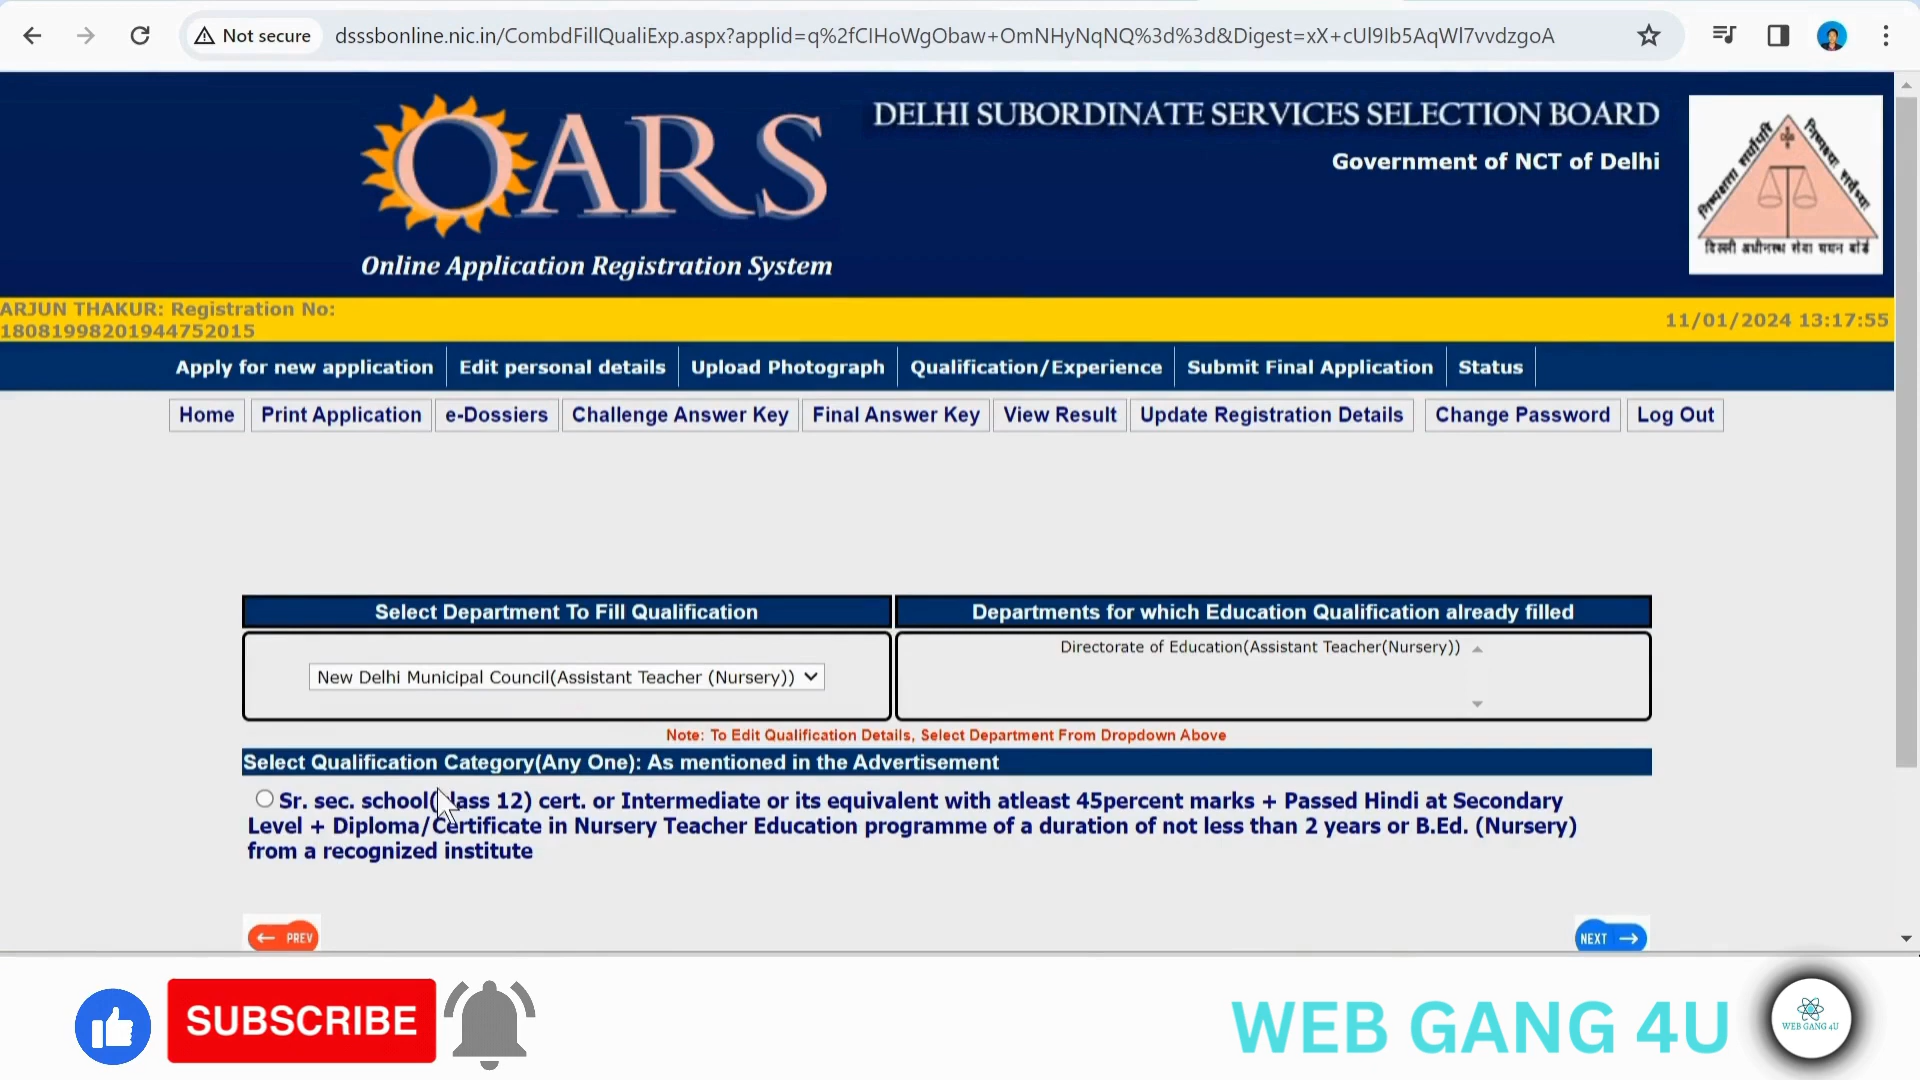 Not secure
dsssbonline.nic.in/CombdFillQualiExp.aspx?applid=q%2fCIHoWgObaw+OmNHyNqNQ%3d%3d&Digest=xX+cUl9Ib5AqWl7vvdzgoA
OARS
Online Application Registration System
DELHI SUBORDINATE SERVICES SELECTION BOARD
Government of NCT of Delhi
दिल्ली अधीनस्थ सेवा चयन बोर्ड
ARJUN THAKUR: Registration No:
18081998201944752015
11/01/2024 13:17:55
Apply for new application Edit personal details Upload Photograph Qualification/Experience Submit Final Application Status
Home Print Application e-Dossiers Challenge Answer Key Final Answer Key View Result Update Registration Details Change Password Log Out
Select Department To Fill Qualification Departments for which Education Qualification already filled
Directorate of Education(Assistant Teacher(Nursery))
New Delhi Municipal Council(Assistant Teacher (Nursery))
Note: To Edit Qualification Details, Select Department From Dropdown Above
Select Qualification Category(Any One): As mentioned in the Advertisement
Sr. sec. school(class 12) cert. or Intermediate or its equivalent with atleast 45percent marks + Passed Hindi at Secondary
Level + Diploma/Certificate in Nursery Teacher Education programme of a duration of not less than 2 years or B.Ed. (Nursery)
from a recognized institute
PREV NEXT
SUBSCRIBE
WEB GANG 4U
WEB GANG 4U